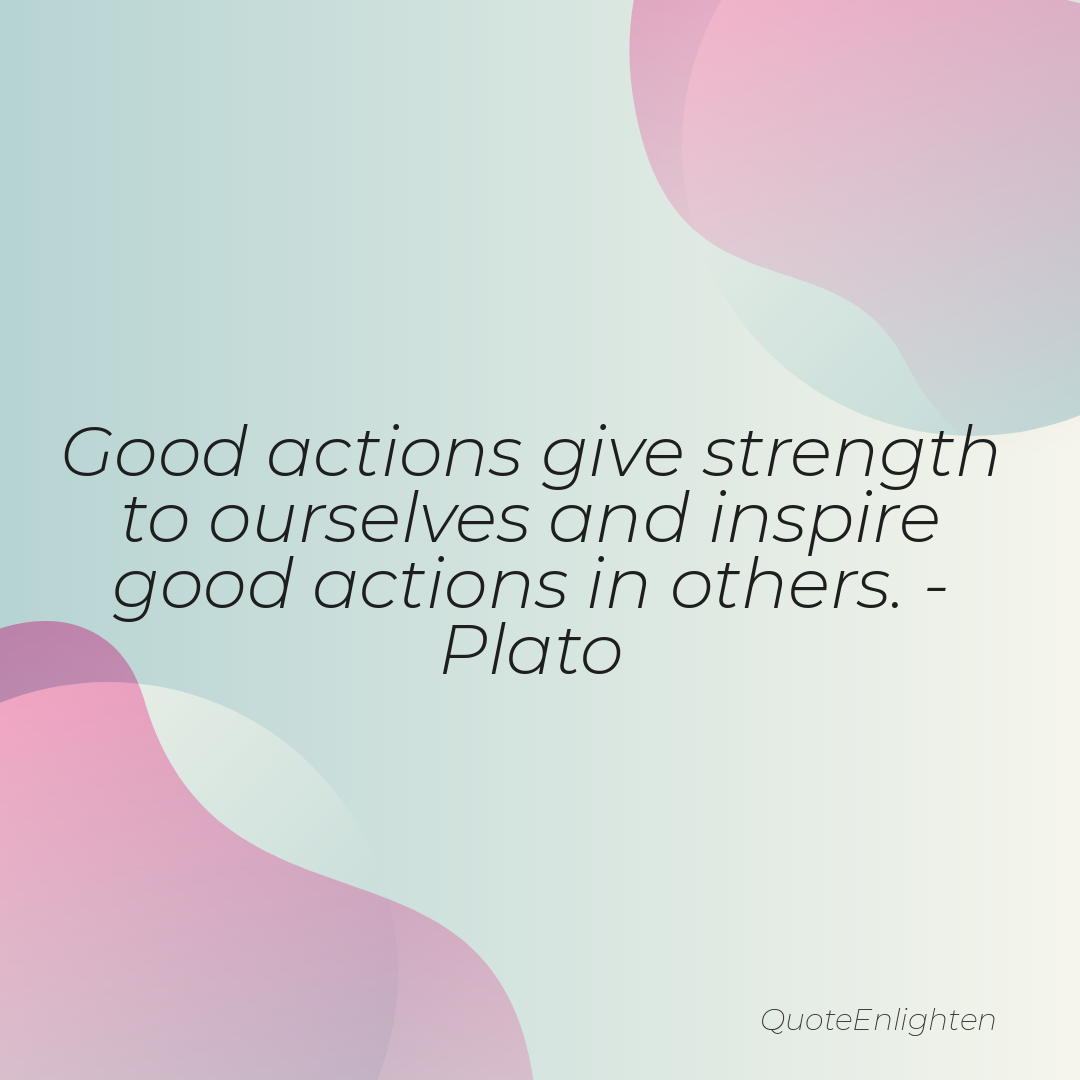 Good actions give strength
to ourselves and inspire
good actions in others. -
Plato
QuoteEnlighten